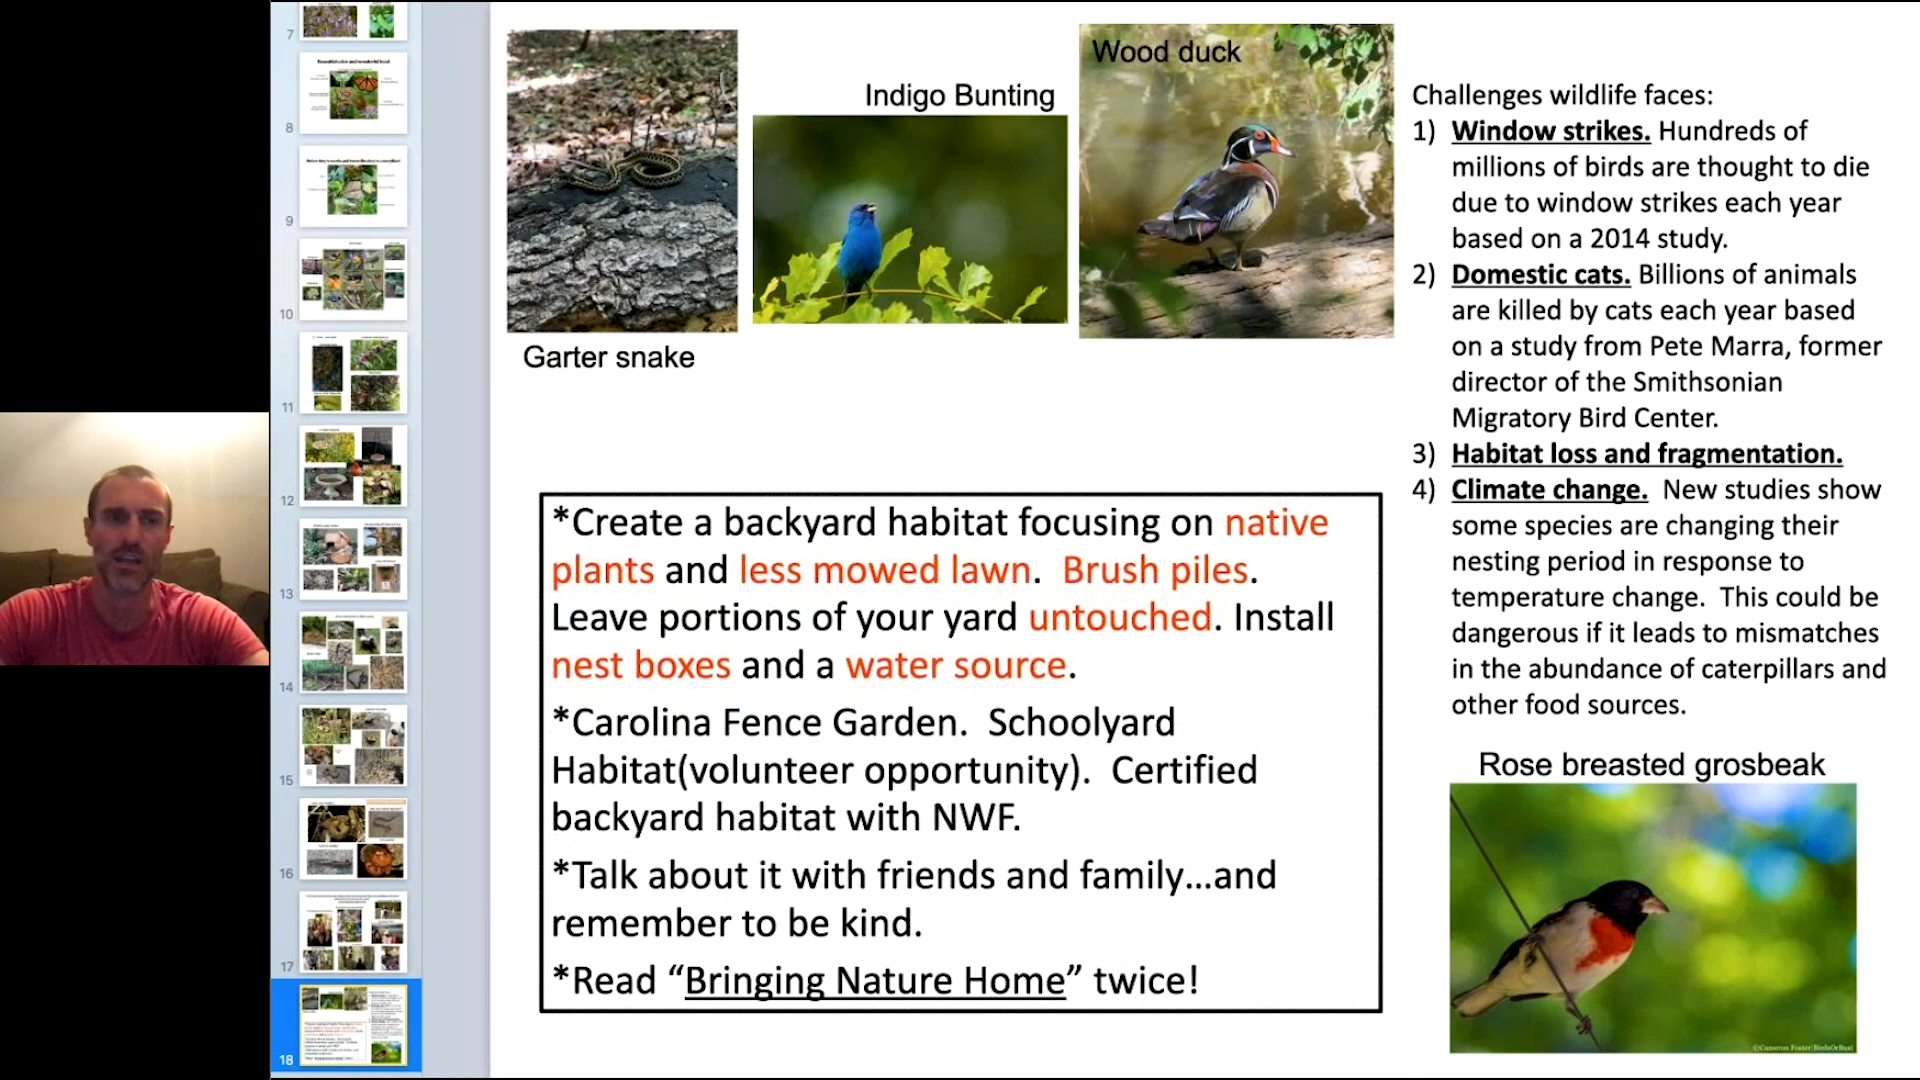 7
8
9
10
11
12
13
14
15
16
17
18
Wood duck
Indigo Bunting
Garter snake
Challenges wildlife faces:
1) Window strikes. Hundreds of
millions of birds are thought to die
due to window strikes each year
based on a 2014 study.
2) Domestic cats. Billions of animals
are killed by cats each year based
on a study from Pete Marra, former
director of the Smithsonian
Migratory Bird Center.
3) Habitat loss and fragmentation.
4) Climate change. New studies show
some species are changing their
nesting period in response to
temperature change. This could be
dangerous if it leads to mismatches
in the abundance of caterpillars and
other food sources.
*Create a backyard habitat focusing on native
plants and less mowed lawn. Brush piles.
Leave portions of your yard untouched. Install
nest boxes and a water source.
*Carolina Fence Garden. Schoolyard
Habitat(volunteer opportunity). Certified
backyard habitat with NWF.
*Talk about it with friends and family...and
remember to be kind.
*Read “Bringing Nature Home” twice!
Rose breasted grosbeak
©Cameron Foster/BirdsOrBust